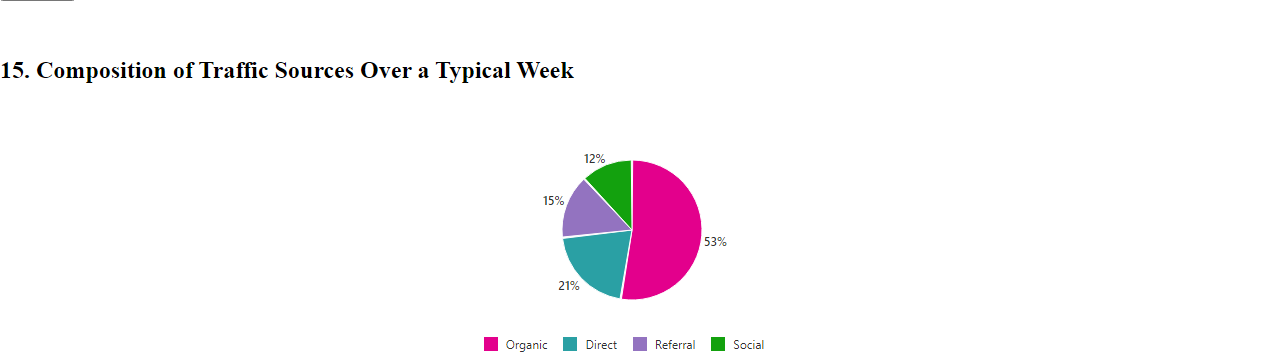 15. Composition of Traffic Sources Over a Typical Week
12%
15%
53%
21%
Organic Direct Referral Social